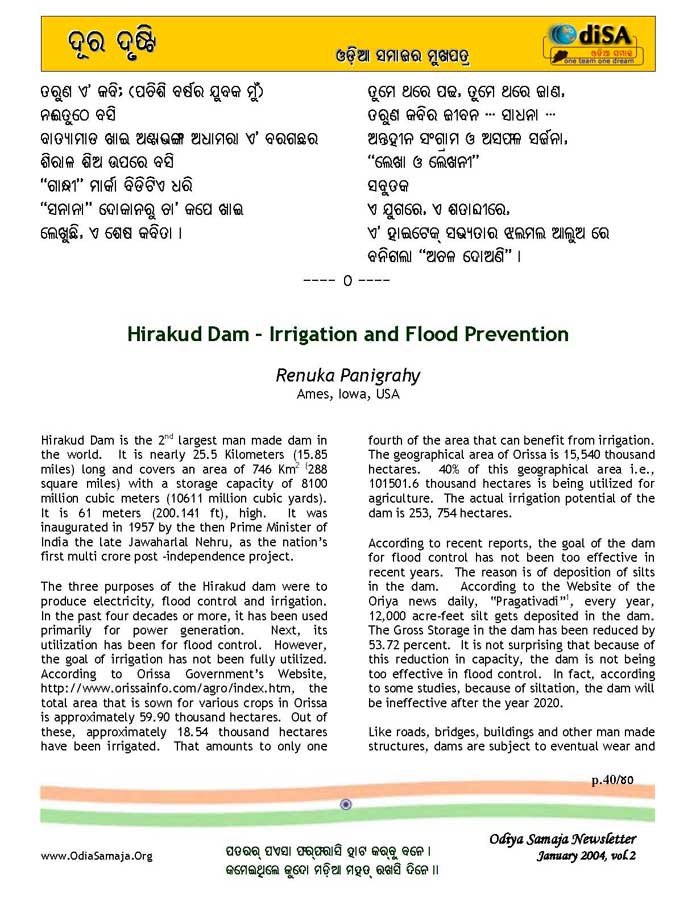 ଦୂର ଦୃଷ୍ଟି
ଓଡ଼ିଆ ସମାଜର ମୁଖପତ୍ର
OdiSA
ଓଡ଼ିଆ ସମାଜ
one team one dream
ତରୁଣ ଏ' କବି; (ପଚିଶି ବର୍ଷର ଯୁବକ ମୁଁ)
ନଈତୁଠେ ବସି
ବାତ୍ୟାମାଡ ଖାଇ ଅଣ୍ଟାଭଙ୍ଗା ଅଧାମରା ଏ' ବରଗଛର
ଶିରାଳ ଶିଅ ଉପରେ ବସି
"ଗାନ୍ଧୀ" ମାର୍କା ବିଡିଟିଏ ଧରି
"ସନାନା" ଦୋକାନରୁ ଚା' କପେ ଖାଇ
ଲେଖୁଛି, ଏ ଶେଷ କବିତା ।
ତୁମେ ଥରେ ପଢ, ତୁମେ ଥରେ ଜାଣ,
ତରୁଣ କବିର ଜୀବନ ... ସାଧନା ...
ଅନ୍ତହୀନ ସଂଗ୍ରାମ ଓ ଅସଫଳ ସର୍ଜନା,
"ଲେଖା ଓ ଲେଖନୀ"
ସବୁତକ
ଏ ଯୁଗରେ, ଏ ଶତାବ୍ଦୀରେ,
ଏ' ହାଇଟେକ୍ ସଭ୍ୟତାର ଝଲମଲ ଆଲୁଅ ରେ
ବନିଗଲା "ଅଚଳ ଦୋଅଣି" ।
---- ୦ ----
Hirakud Dam - Irrigation and Flood Prevention
Renuka Panigrahy
Ames, Iowa, USA
Hirakud Dam is the 2nd largest man made dam in
the world. It is nearly 25.5 Kilometers (15.85
miles) long and covers an area of 746 Km2 (288
square miles) with a storage capacity of 8100
million cubic meters (10611 million cubic yards).
It is 61 meters (200.141 ft), high. It was
inaugurated in 1957 by the then Prime Minister of
India the late Jawaharlal Nehru, as the nation's
first multi crore post -independence project.
The three purposes of the Hirakud dam were to
produce electricity, flood control and irrigation.
In the past four decades or more, it has been used
primarily for power generation. Next, its
utilization has been for flood control. However,
the goal of irrigation has not been fully utilized.
According to Orissa Government's Website,
http://www.orissainfo.com/agro/index.htm, the
total area that is sown for various crops in Orissa
is approximately 59.90 thousand hectares. Out of
these, approximately 18.54 thousand hectares
have been irrigated. That amounts to only one
fourth of the area that can benefit from irrigation.
The geographical area of Orissa is 15,540 thousand
hectares. 40% of this geographical area i.e.,
101501.6 thousand hectares is being utilized for
agriculture. The actual irrigation potential of the
dam is 253, 754 hectares.
According to recent reports, the goal of the dam
for flood control has not been too effective in
recent years. The reason is of deposition of silts
in the dam. According to the Website of the
Oriya news daily, "Pragativadi"1, every year,
12,000 acre-feet silt gets deposited in the dam.
The Gross Storage in the dam has been reduced by
53.72 percent. It is not surprising that because of
this reduction in capacity, the dam is not being
too effective in flood control. In fact, according
to some studies, because of siltation, the dam will
be ineffective after the year 2020.
Like roads, bridges, buildings and other man made
structures, dams are subject to eventual wear and
p.40/୪୦
www.OdiaSamaja.Org
ପଡରର୍ ପଏସା ଫର୍‌ଫରାସି ହାଟ କର୍‌ବୁ ବନେ ।
କମେଇଥିଲେ କୁଦୋ ମଡ଼ିଆ ମହତ୍ ରଖସି ଦିନେ ॥
Odiya Samaja Newsletter
January 2004, vol.2